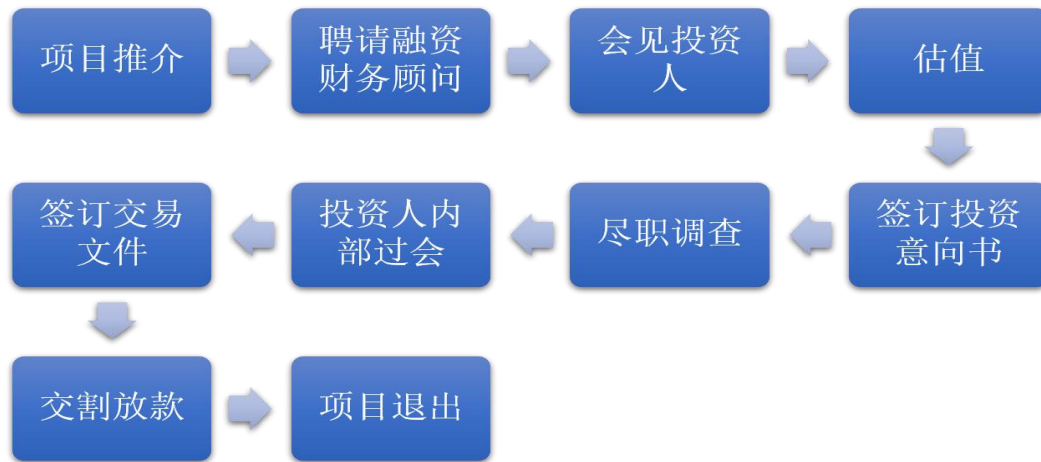 项目推介
聘请融资
财务顾问
会见投资
人
估值
签订投资
意向书
尽职调查
投资人内
部过会
签订交易
文件
交割放款
项目退出